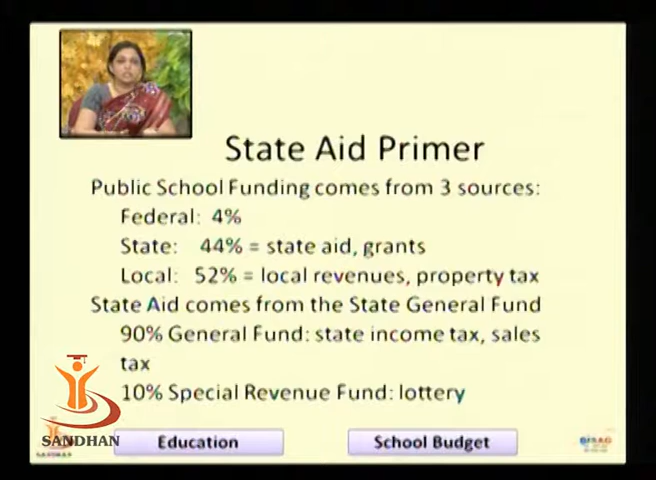 State Aid Primer
Public School Funding comes from 3 sources:
Federal: 4%
State: 44% = state aid, grants
Local: 52% = local revenues, property tax
State Aid comes from the State General Fund
90% General Fund: state income tax, sales
tax
10% Special Revenue Fund: lottery
SANDHAN
Education
School Budget
BISAG
SANDHAN